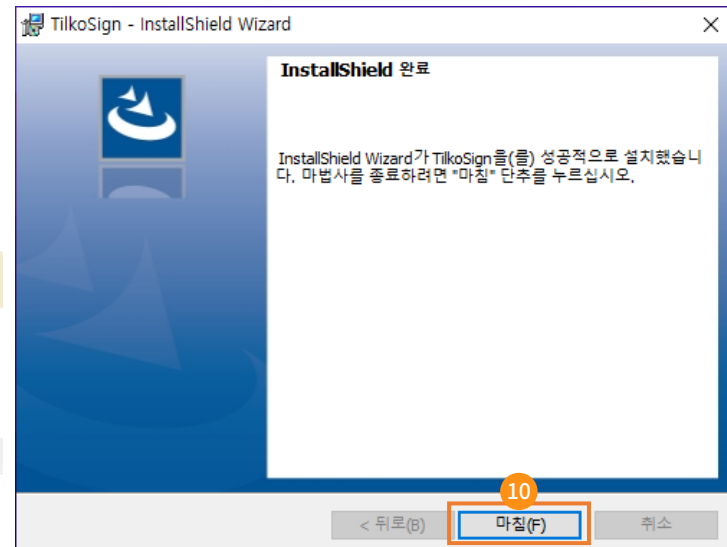 TilkoSign - InstallShield Wizard
InstallShield 완료
InstallShield Wizard가 TilkoSign을(를) 성공적으로 설치했습니
다. 마법사를 종료하려면 "마침" 단추를 누르십시오.
10
< 뒤로(B) 마침(F) 취소